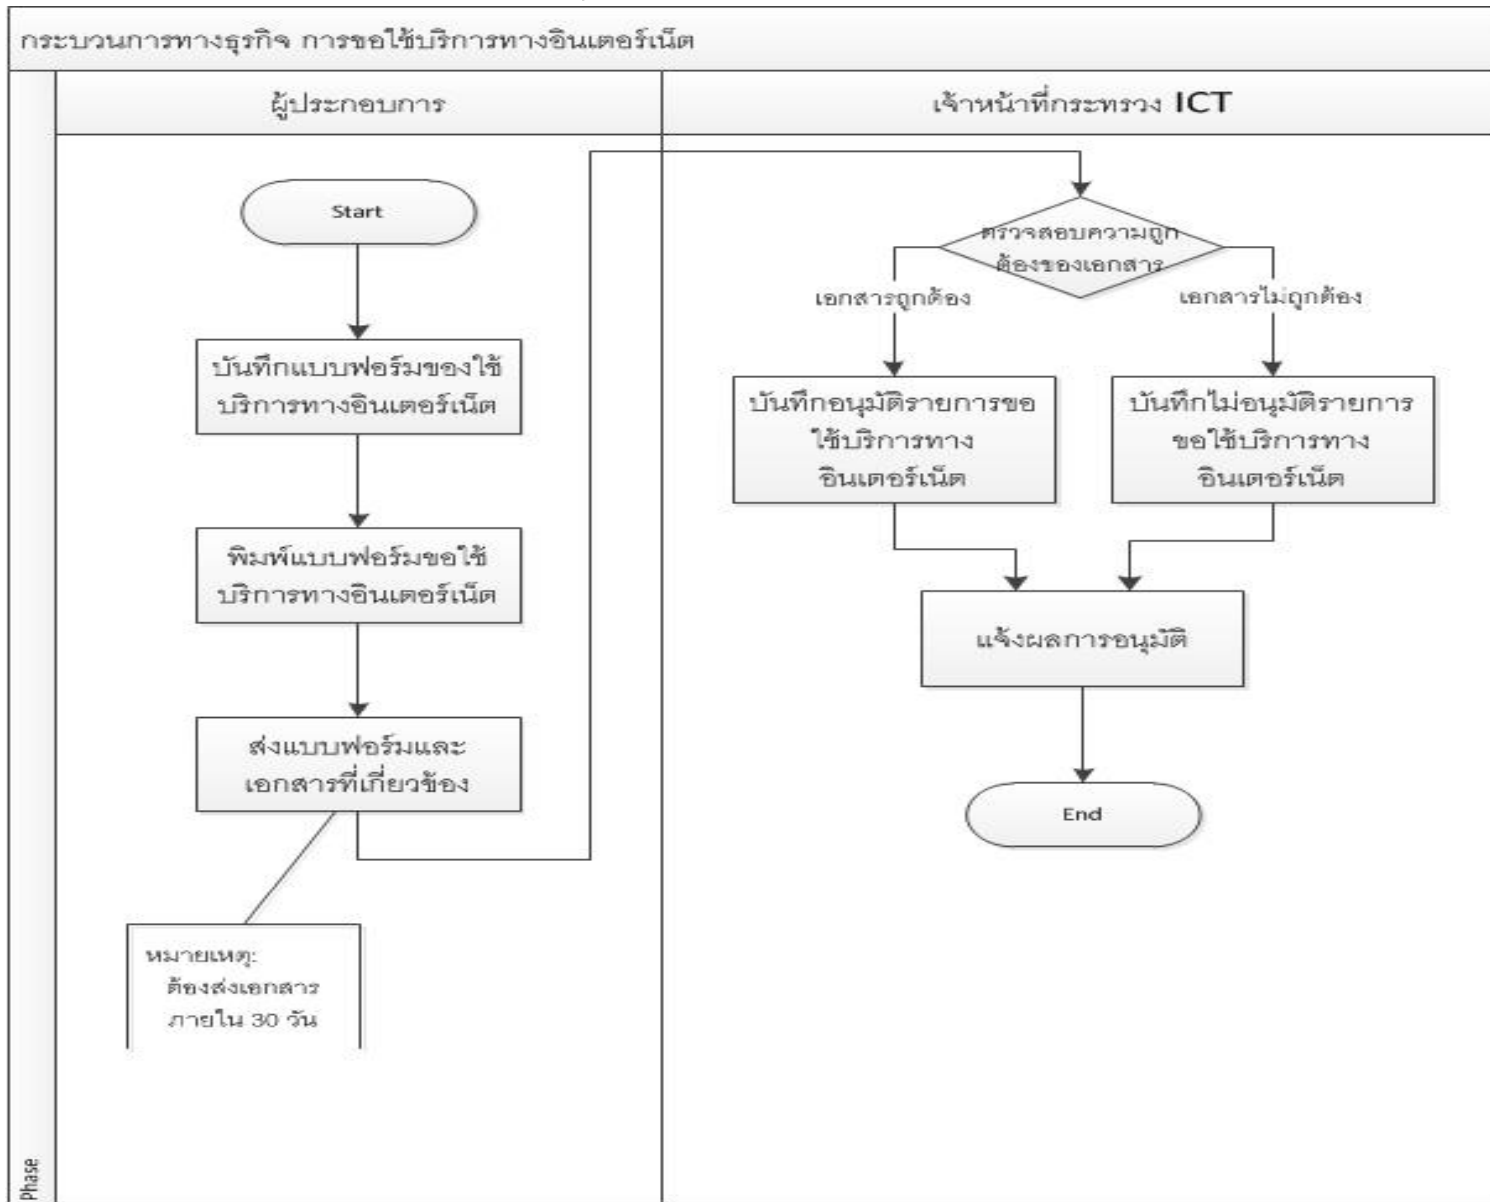 กระบวนการทางธุรกิจ การขอใช้บริการทางอินเตอร์เน็ต
ผู้ประกอบการ
เจ้าหน้าที่กระทรวง ICT
Start
บันทึกแบบฟอร์มของใช้
บริการทางอินเตอร์เน็ต
พิมพ์แบบฟอร์มขอใช้
บริการทางอินเตอร์เน็ต
ส่งแบบฟอร์มและ
เอกสารที่เกี่ยวข้อง
หมายเหตุ:
ต้องส่งเอกสาร
ภายใน 30 วัน
ตรวจสอบความถูก
ต้องของเอกสาร
เอกสารถูกต้อง
เอกสารไม่ถูกต้อง
บันทึกอนุมัติรายการขอ
ใช้บริการทาง
อินเตอร์เน็ต
บันทึกไม่อนุมัติรายการ
ขอใช้บริการทาง
อินเตอร์เน็ต
แจ้งผลการอนุมัติ
End
Phase